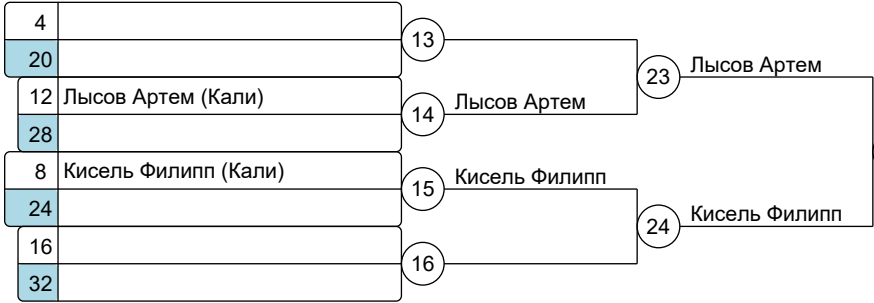 4
13
20
23 Лысов Артем
12 Лысов Артем (Кали)
14 Лысов Артем
28
8 Кисель Филипп (Кали)
15 Кисель Филипп
24
24 Кисель Филипп
16
16
32